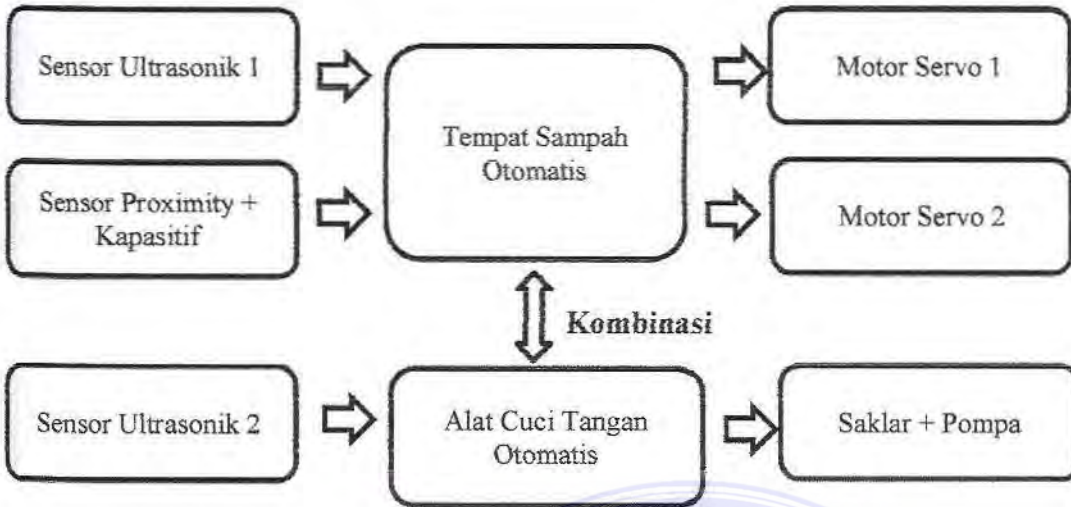 Sensor Ultrasonik 1
Tempat Sampah
Otomatis
Motor Servo 1
Sensor Proximity +
Kapasitif
Motor Servo 2
Kombinasi
Sensor Ultrasonik 2
Alat Cuci Tangan
Otomatis
Saklar + Pompa